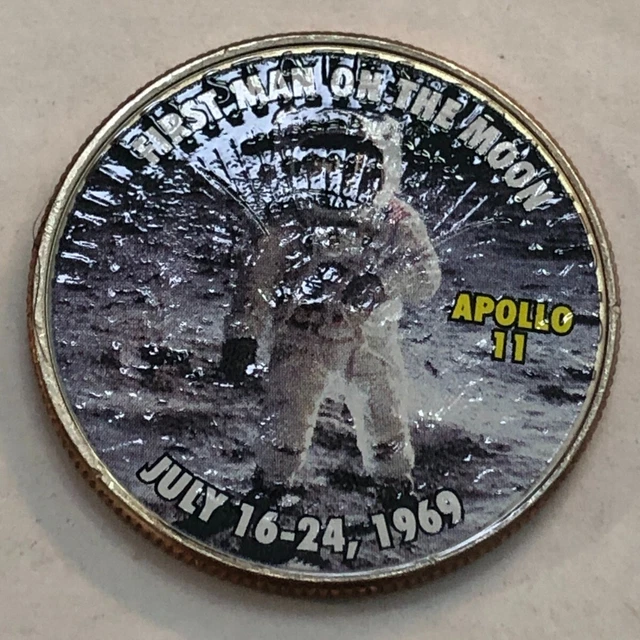 FIRST MAN ON THE MOON
APOLLO
11
JULY 16-24, 1969